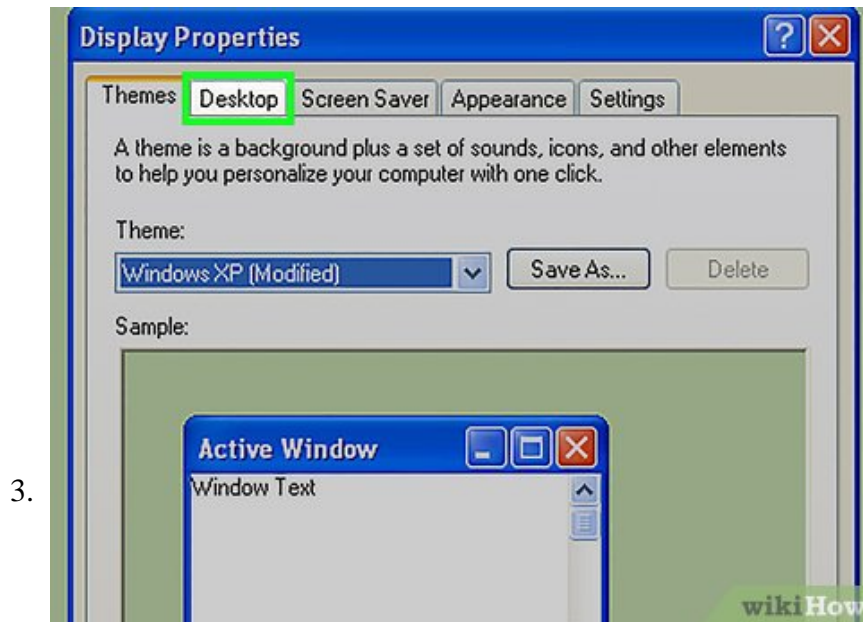 Display Properties
Themes Desktop Screen Saver Appearance Settings
A theme is a background plus a set of sounds, icons, and other elements
to help you personalize your computer with one click.
Theme:
Windows XP (Modified) Save As... Delete
Sample:
Active Window
Window Text
3.
wikiHow